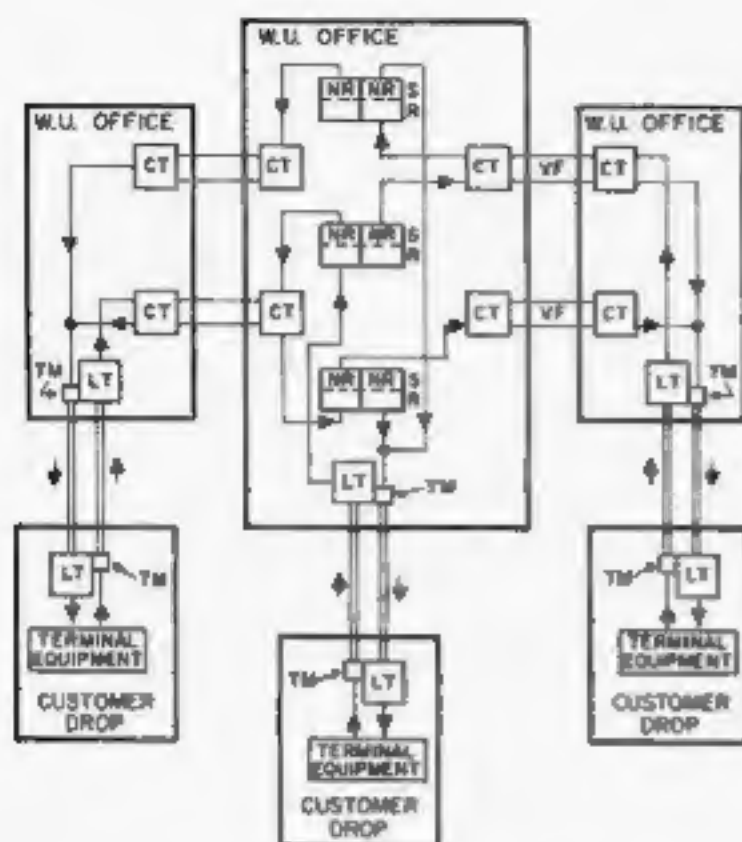 W.U. OFFICE
NR NR S
R
W.U. OFFICE
W.U. OFFICE
CT CT CT VF CT
NR NR S
R
CT CT CT VF CT
NR NR S
R
TM LT LT TM
LT TM
LT TM
TM LT
TERMINAL
EQUIPMENT
CUSTOMER
DROP
TM LT
TERMINAL
EQUIPMENT
CUSTOMER
DROP
TERMINAL
EQUIPMENT
CUSTOMER
DROP